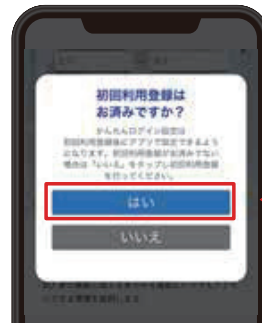 初回利用登録は
お済みですか？
かんたんログイン設定は
初回利用登録後にアプリで設定できるよう
になります。初回利用登録がお済みでない
場合は「いいえ」をタップし初回利用登録
を行ってください。
はい
いいえ